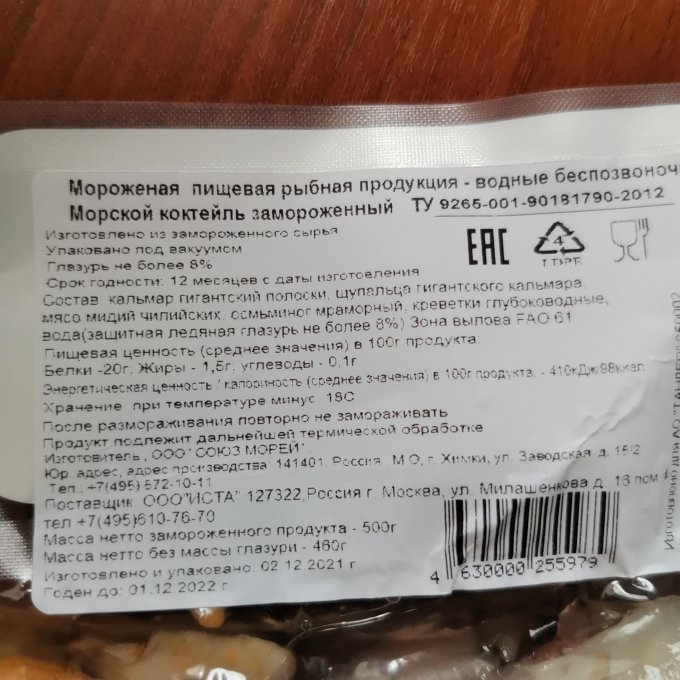 Мороженая пищевая рыбная продукция - водные беспозвоноч
Морской коктейль замороженный ТУ 9265-001-90181790-2012
Изготовлено из замороженного сырья
Упаковано под вакуумом
Глазурь не более 8%
EAC
4
LDPE
Срок годности: 12 месяцев с даты изготовления
Состав: кальмар гигантский полоски, щупальца гигантского кальмара,
мясо мидий чилийских, осьминог мраморный, креветки глубоководные,
вода(защитная ледяная глазурь не более 8%) Зона вылова FAO 61
Пищевая ценность (среднее значения) в 100г продукта:
Белки -20г; Жиры - 1,5г, углеводы - 0,1г
Энергетическая ценность / калорийность (среднее значения) в 100г продукта. - 410кДж/98ккал
Хранение при температуре минус 18С
После размораживания повторно не замораживать
Продукт подлежит дальнейшей термической обработке
Изготовитель, ООО "СОЮЗ МОРЕЙ"
Юр. адрес, адрес производства 141401, Россия. М.О, г. Химки, ул. Заводская д. 15/2
Тел., +7(495) 572-10-11
Поставщик ООО"ИСТА" 127322,Россия г. Москва, ул. Милашенкова д. 16 пом
тел +7(495)610-76-70
Масса нетто замороженного продукта - 500г
Масса нетто без массы глазури - 460г
Изготовлено и упаковано 02.12.2021 г
Годен до: 01.12.2022 г
4 630000 255979
Изготовлено для АО "ТАНДЕР"